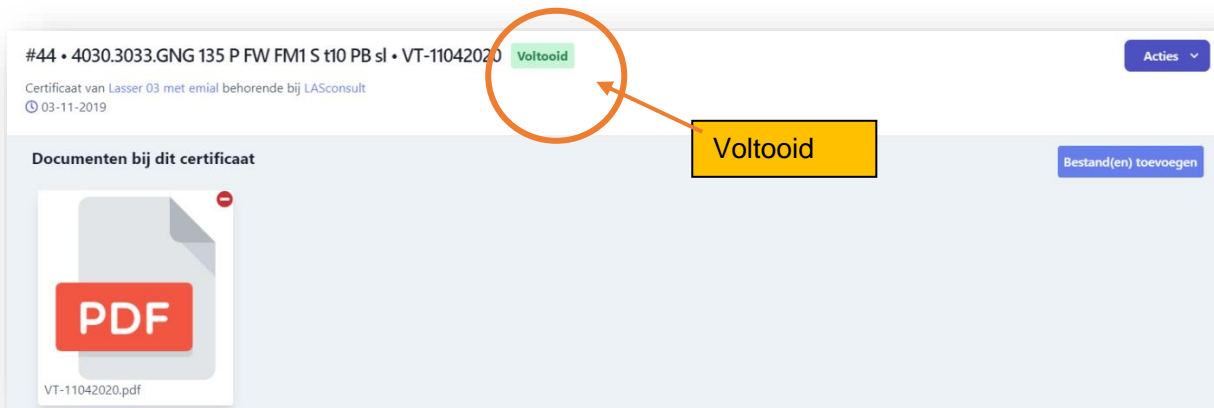 #44 • 4030.3033.GNG 135 P FW FM1 S t10 PB sl • VT-11042020 Voltooid
Acties
Certificaat van Lasser 03 met emial behorende bij LASconsult
03-11-2019
Voltooid
Documenten bij dit certificaat
Bestand(en) toevoegen
PDF
VT-11042020.pdf